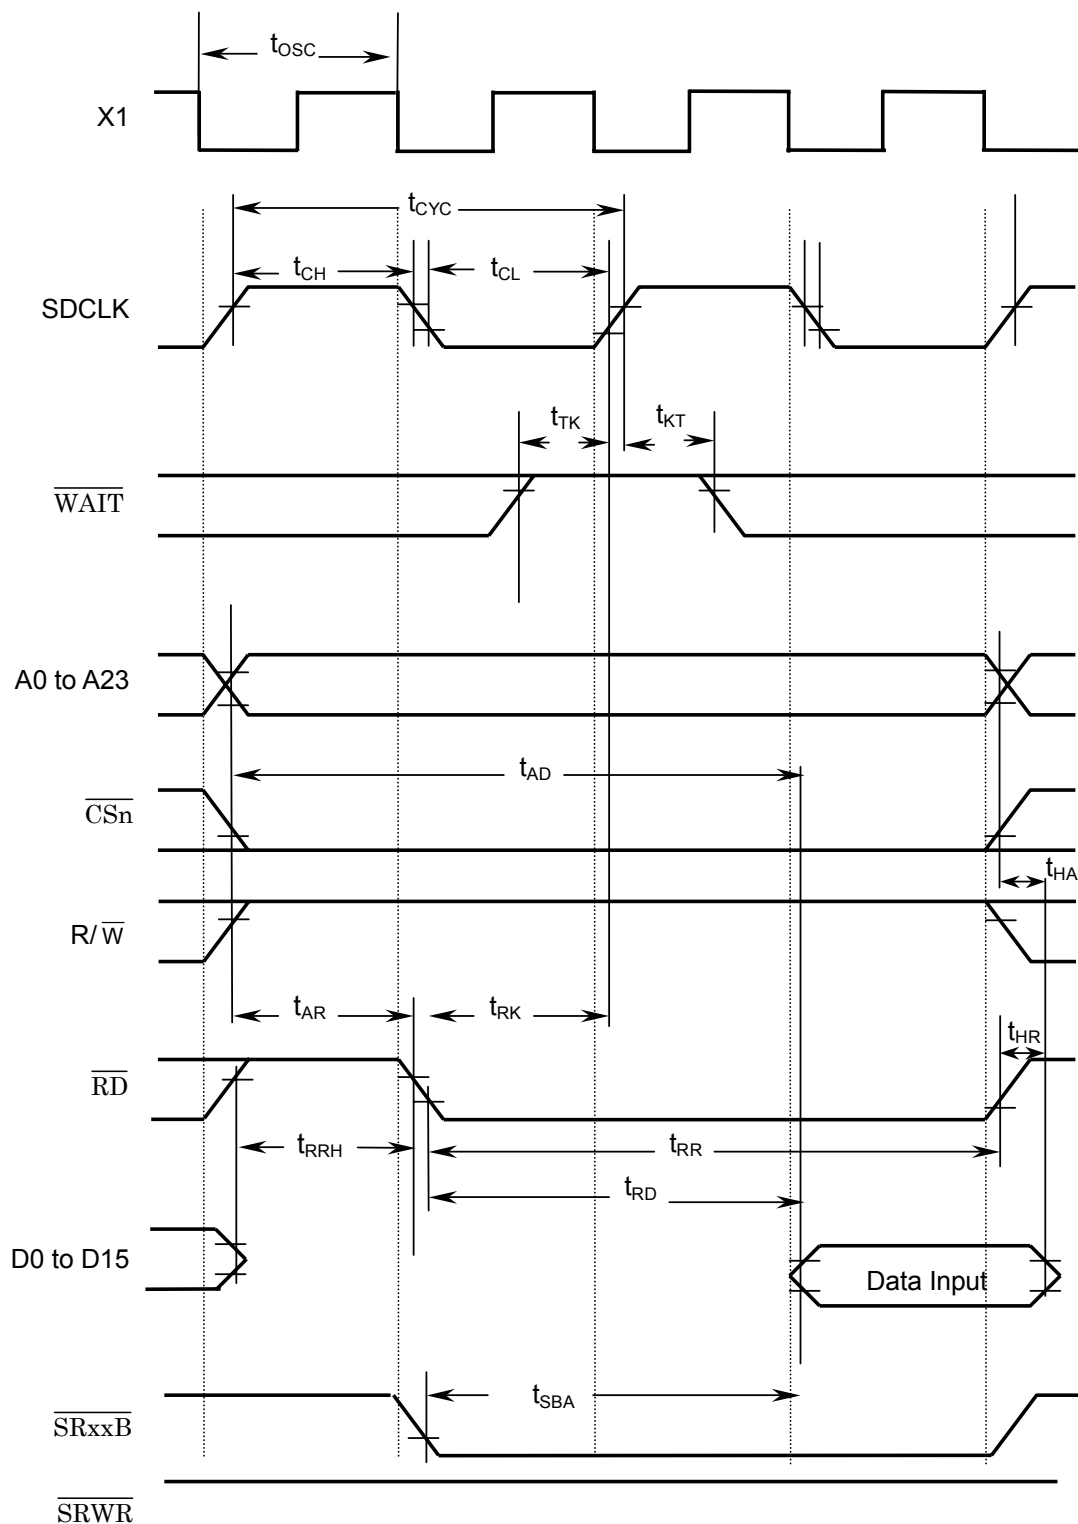 tOSC
X1
tCYC
tCH
tCL
SDCLK
tTK
tKT
WAIT
A0 to A23
tAD
CSn
tHA
R/W
tAR
tRK
tHR
RD
tRRH
tRR
tRD
D0 to D15
Data Input
tSBA
SRxxB
SRWR